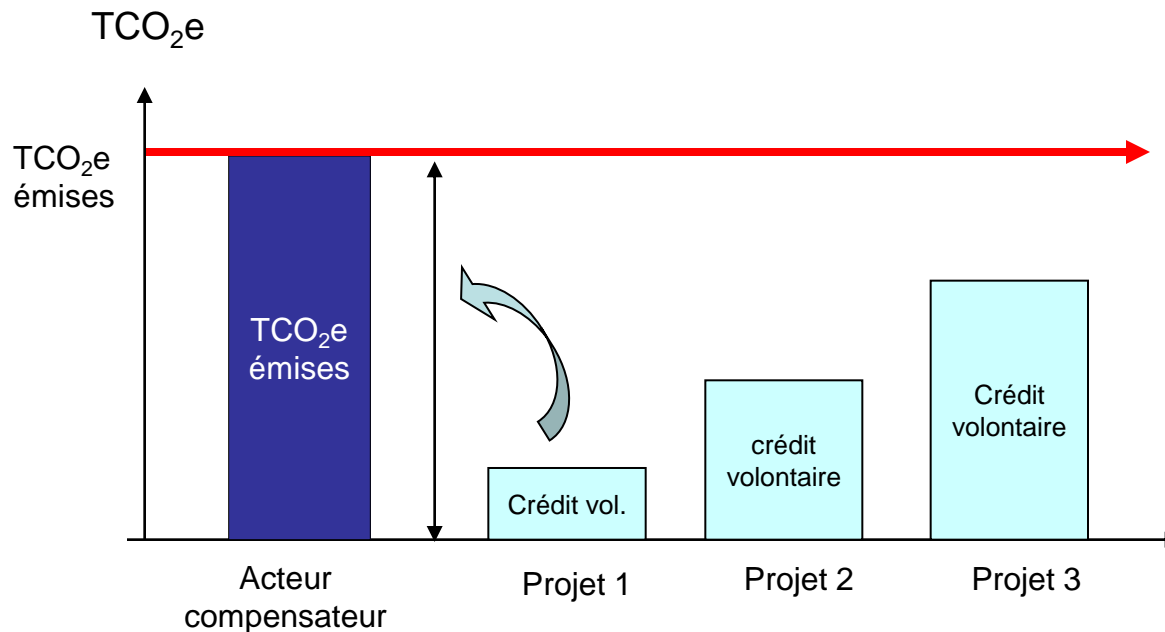 TCO₂e
TCO₂e
émises
TCO₂e
émises
Crédit vol.
crédit
volontaire
Crédit
volontaire
Acteur
compensateur
Projet 1
Projet 2
Projet 3